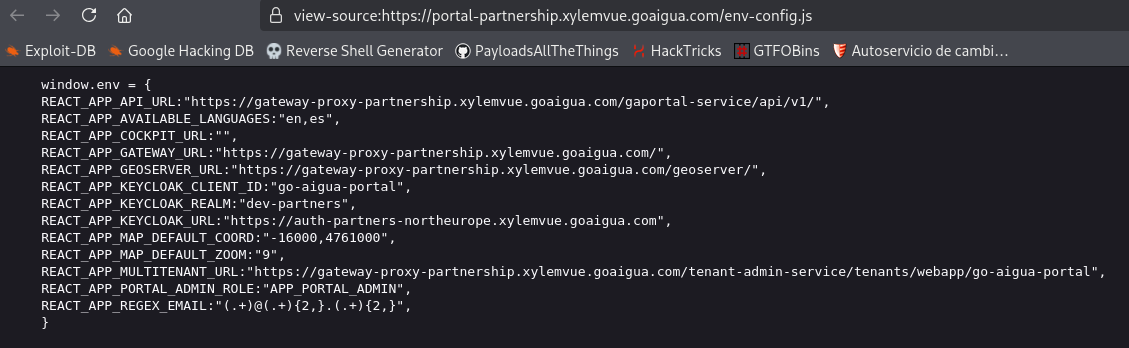 view-source:https://portal-partnership.xylemvue.goaigua.com/env-config.js
Exploit-DB Google Hacking DB Reverse Shell Generator PayloadsAllTheThings HackTricks GTFOBins Autoservicio de cambi…
window.env = {
REACT_APP_API_URL:"https://gateway-proxy-partnership.xylemvue.goaigua.com/gaportal-service/api/v1/",
REACT_APP_AVAILABLE_LANGUAGES:"en,es",
REACT_APP_COCKPIT_URL:"",
REACT_APP_GATEWAY_URL:"https://gateway-proxy-partnership.xylemvue.goaigua.com/",
REACT_APP_GEOSERVER_URL:"https://gateway-proxy-partnership.xylemvue.goaigua.com/geoserver/",
REACT_APP_KEYCLOAK_CLIENT_ID:"go-aigua-portal",
REACT_APP_KEYCLOAK_REALM:"dev-partners",
REACT_APP_KEYCLOAK_URL:"https://auth-partners-northeurope.xylemvue.goaigua.com",
REACT_APP_MAP_DEFAULT_COORD:"-16000,4761000",
REACT_APP_MAP_DEFAULT_ZOOM:"9",
REACT_APP_MULTITENANT_URL:"https://gateway-proxy-partnership.xylemvue.goaigua.com/tenant-admin-service/tenants/webapp/go-aigua-portal",
REACT_APP_PORTAL_ADMIN_ROLE:"APP_PORTAL_ADMIN",
REACT_APP_REGEX_EMAIL:"(.+)@(.+){2,}.(.+){2,}",
}